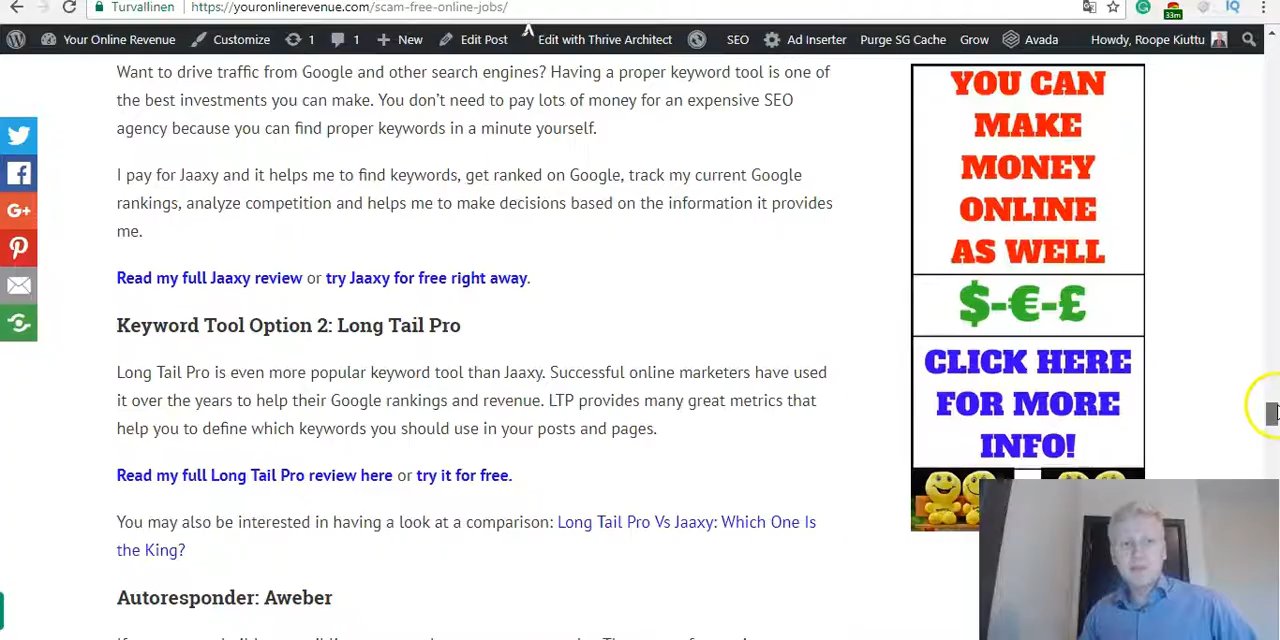 Turvallinen
https://youronlinerevenue.com/scam-free-online-jobs/
33m
IQ
Your Online Revenue
Customize
1
1
New
Edit Post
Edit with Thrive Architect
SEO
Ad Inserter
Purge SG Cache
Grow
Avada
Howdy, Roope Kiuttu
Want to drive traffic from Google and other search engines? Having a proper keyword tool is one of
the best investments you can make. You don’t need to pay lots of money for an expensive SEO
agency because you can find proper keywords in a minute yourself.
I pay for Jaaxy and it helps me to find keywords, get ranked on Google, track my current Google
rankings, analyze competition and helps me to make decisions based on the information it provides
me.
Read my full Jaaxy review or try Jaaxy for free right away.
Keyword Tool Option 2: Long Tail Pro
Long Tail Pro is even more popular keyword tool than Jaaxy. Successful online marketers have used
it over the years to help their Google rankings and revenue. LTP provides many great metrics that
help you to define which keywords you should use in your posts and pages.
Read my full Long Tail Pro review here or try it for free.
You may also be interested in having a look at a comparison: Long Tail Pro Vs Jaaxy: Which One Is
the King?
Autoresponder: Aweber
G+
YOU CAN
MAKE
MONEY
ONLINE
AS WELL
$-€-£
CLICK HERE
FOR MORE
INFO!